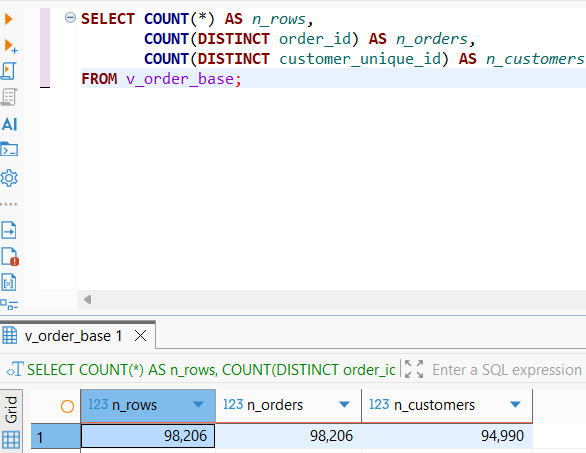 SELECT COUNT(*) AS n_rows,
COUNT(DISTINCT order_id) AS n_orders,
COUNT(DISTINCT customer_unique_id) AS n_customers
FROM v_order_base;
AI
v_order_base 1
SELECT COUNT(*) AS n_rows, COUNT(DISTINCT order_ic
Enter a SQL expression
Grid
123 n_rows 123 n_orders 123 n_customers
1 98,206 98,206 94,990